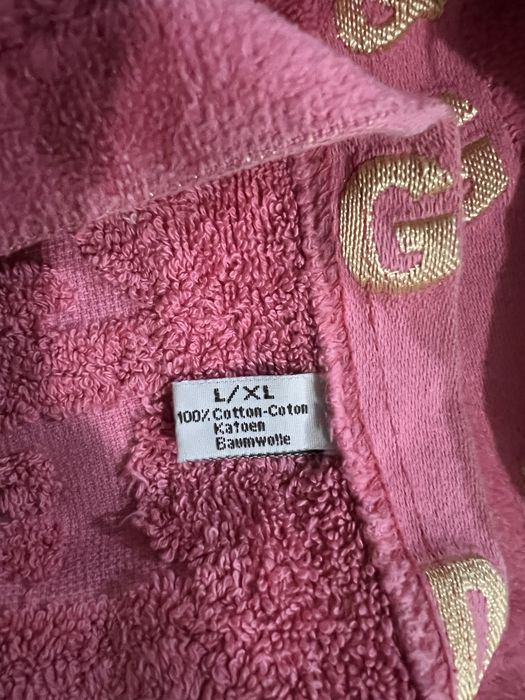 G
L/XL
100% Cotton-Coton
Katoen
Baumwolle